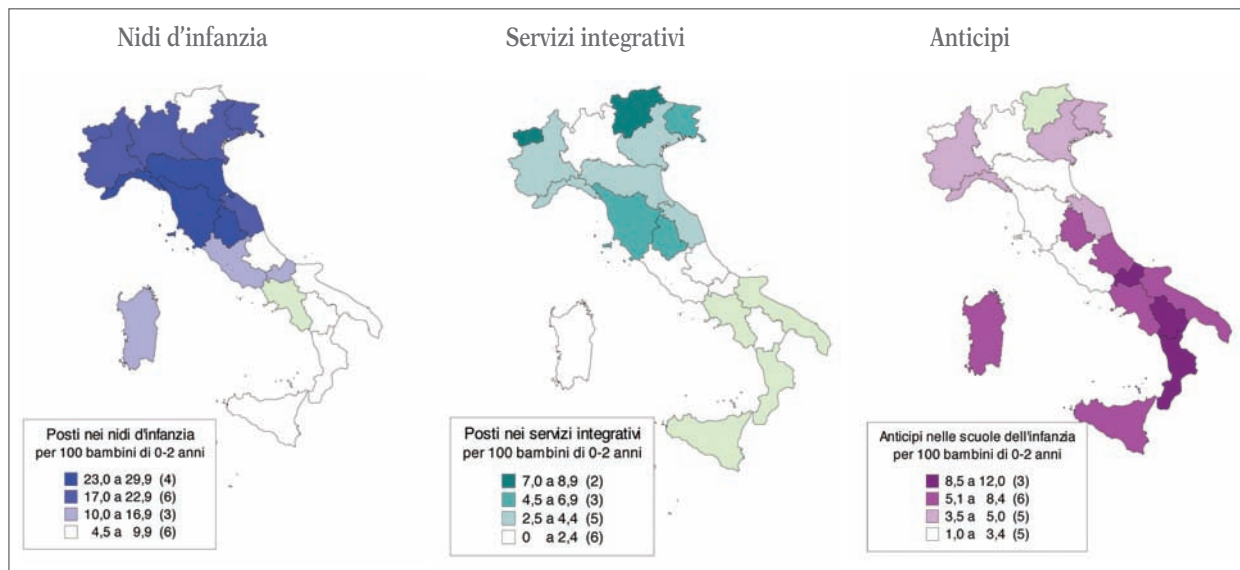 Nidi d'infanzia
Servizi integrativi
Anticipi
Posti nei nidi d'infanzia
per 100 bambini di 0-2 anni
23,0 a 29,9 (4)
17,0 a 22,9 (6)
10,0 a 16,9 (3)
4,5 a 9,9 (6)
Posti nei servizi integrativi
per 100 bambini di 0-2 anni
7,0 a 8,9 (2)
4,5 a 6,9 (3)
2,5 a 4,4 (5)
0 a 2,4 (6)
Anticipi nelle scuole dell'infanzia
per 100 bambini di 0-2 anni
8,5 a 12,0 (3)
5,1 a 8,4 (6)
3,5 a 5,0 (5)
1,0 a 3,4 (5)